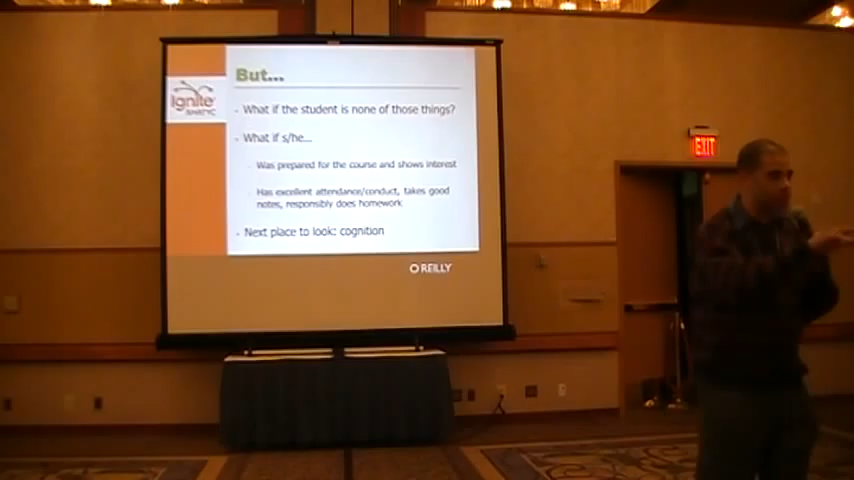 But...
Ignite
AMATYC
- What if the student is none of those things?
- What if s/he...
- Was prepared for the course and shows interest
Has excellent attendance/conduct, takes good
notes, responsibly does homework
- Next place to look: cognition
O'REILLY
EXIT